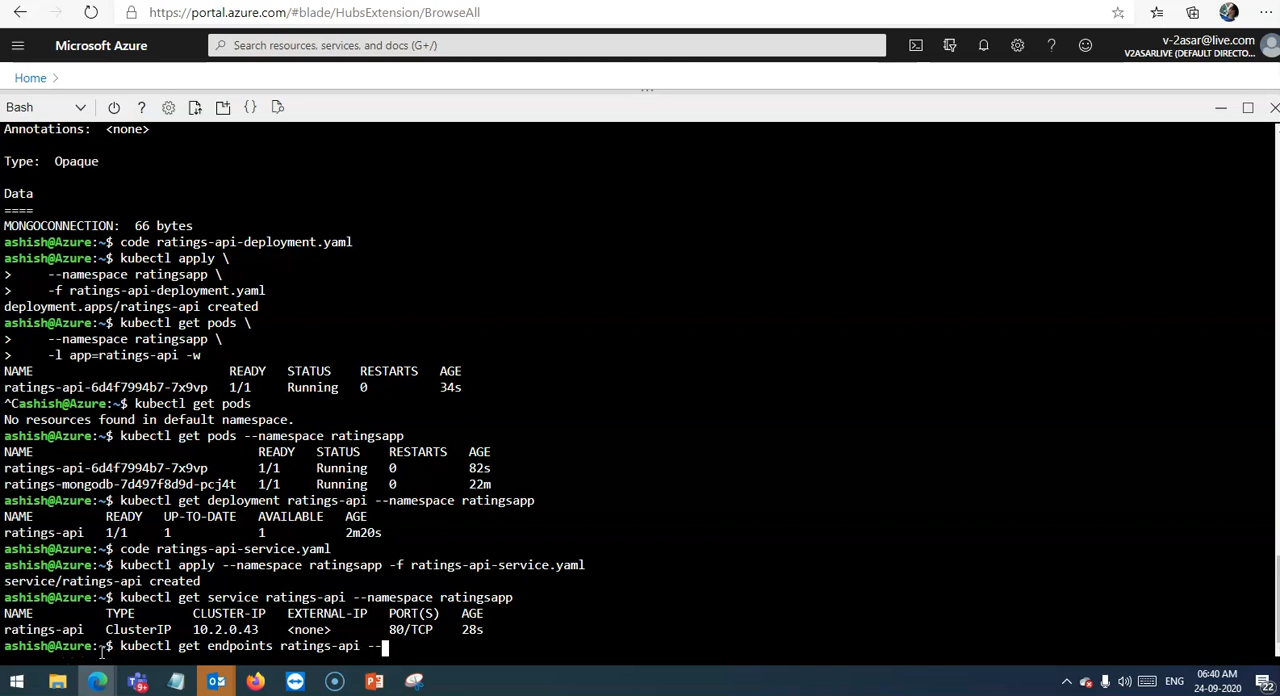 https://portal.azure.com/#blade/HubsExtension/BrowseAll
Microsoft Azure
Search resources, services, and docs (G+/)
v-2asar@live.com
V2ASARLIVE (DEFAULT DIRECTO...
Home >
Bash
Annotations:  <none>
Type:  Opaque
Data
====
MONGOCONNECTION:  66 bytes
ashish@Azure:~$ code ratings-api-deployment.yaml
ashish@Azure:~$ kubectl apply \
>     --namespace ratingsapp \
>     -f ratings-api-deployment.yaml
deployment.apps/ratings-api created
ashish@Azure:~$ kubectl get pods \
>     --namespace ratingsapp \
>     -l app=ratings-api -w
NAME                           READY   STATUS    RESTARTS   AGE
ratings-api-6d4f7994b7-7x9vp   1/1     Running   0          34s
^Cashish@Azure:~$ kubectl get pods
No resources found in default namespace.
ashish@Azure:~$ kubectl get pods --namespace ratingsapp
NAME                               READY   STATUS    RESTARTS   AGE
ratings-api-6d4f7994b7-7x9vp       1/1     Running   0          82s
ratings-mongodb-7d497f8d9d-pcj4t   1/1     Running   0          22m
ashish@Azure:~$ kubectl get deployment ratings-api --namespace ratingsapp
NAME          READY   UP-TO-DATE   AVAILABLE   AGE
ratings-api   1/1     1            1           2m20s
ashish@Azure:~$ code ratings-api-service.yaml
ashish@Azure:~$ kubectl apply --namespace ratingsapp -f ratings-api-service.yaml
service/ratings-api created
ashish@Azure:~$ kubectl get service ratings-api --namespace ratingsapp
NAME          TYPE        CLUSTER-IP   EXTERNAL-IP   PORT(S)   AGE
ratings-api   ClusterIP   10.2.0.43    <none>        80/TCP    28s
ashish@Azure:~$ kubectl get endpoints ratings-api --
ENG
06:40 AM
24-09-2020